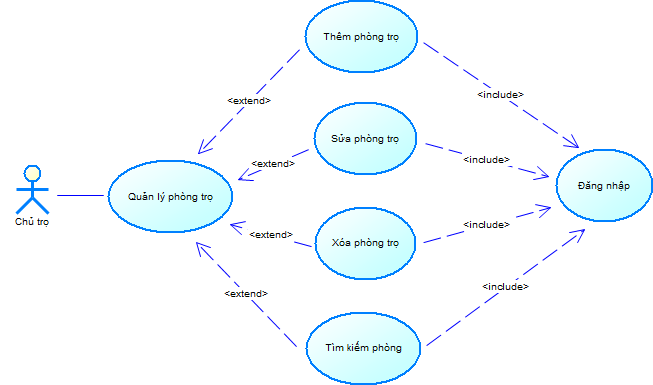 Thêm phòng trọ
<extend>
<include>
Sửa phòng trọ
<extend>
<include>
Chủ trọ
Quản lý phòng trọ
Đăng nhập
<extend>
Xóa phòng trọ
<include>
<extend>
<include>
Tìm kiếm phòng